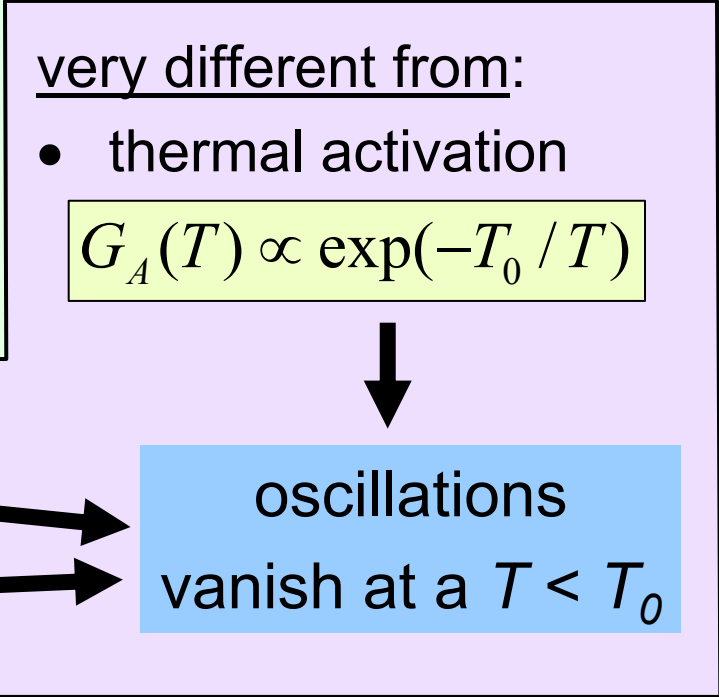 very different from:
• thermal activation
G_A(T) ∝ exp(−T_0 / T)
oscillations
vanish at a T < T_0